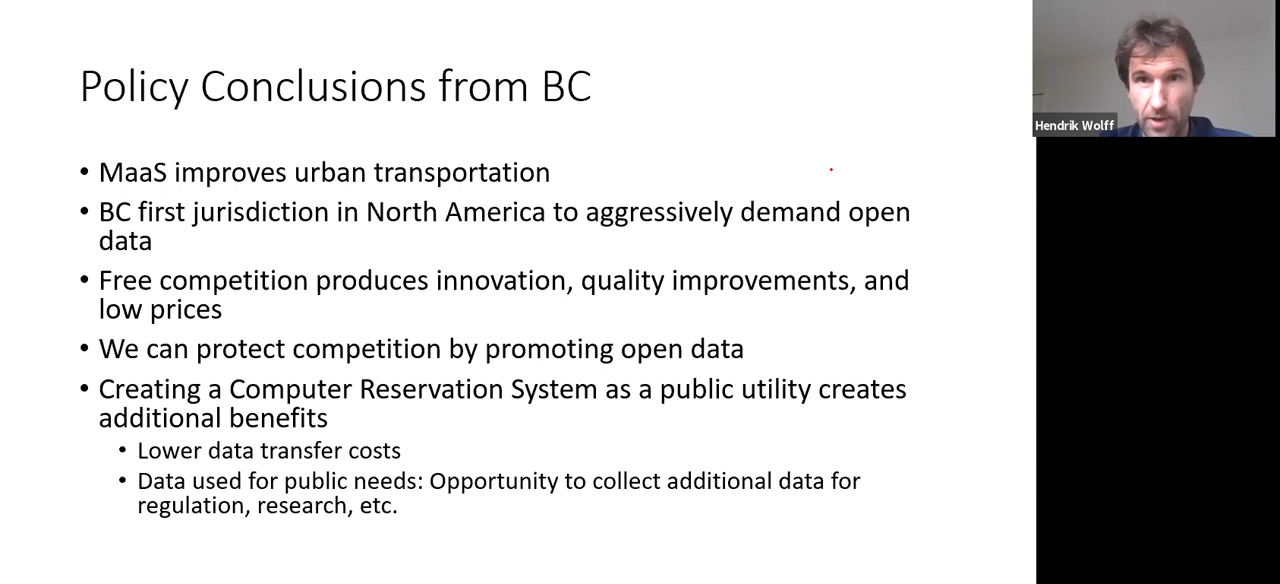 Policy Conclusions from BC
Hendrik Wolff
• MaaS improves urban transportation
• BC first jurisdiction in North America to aggressively demand open
data
• Free competition produces innovation, quality improvements, and
low prices
• We can protect competition by promoting open data
• Creating a Computer Reservation System as a public utility creates
additional benefits
• Lower data transfer costs
• Data used for public needs: Opportunity to collect additional data for
regulation, research, etc.